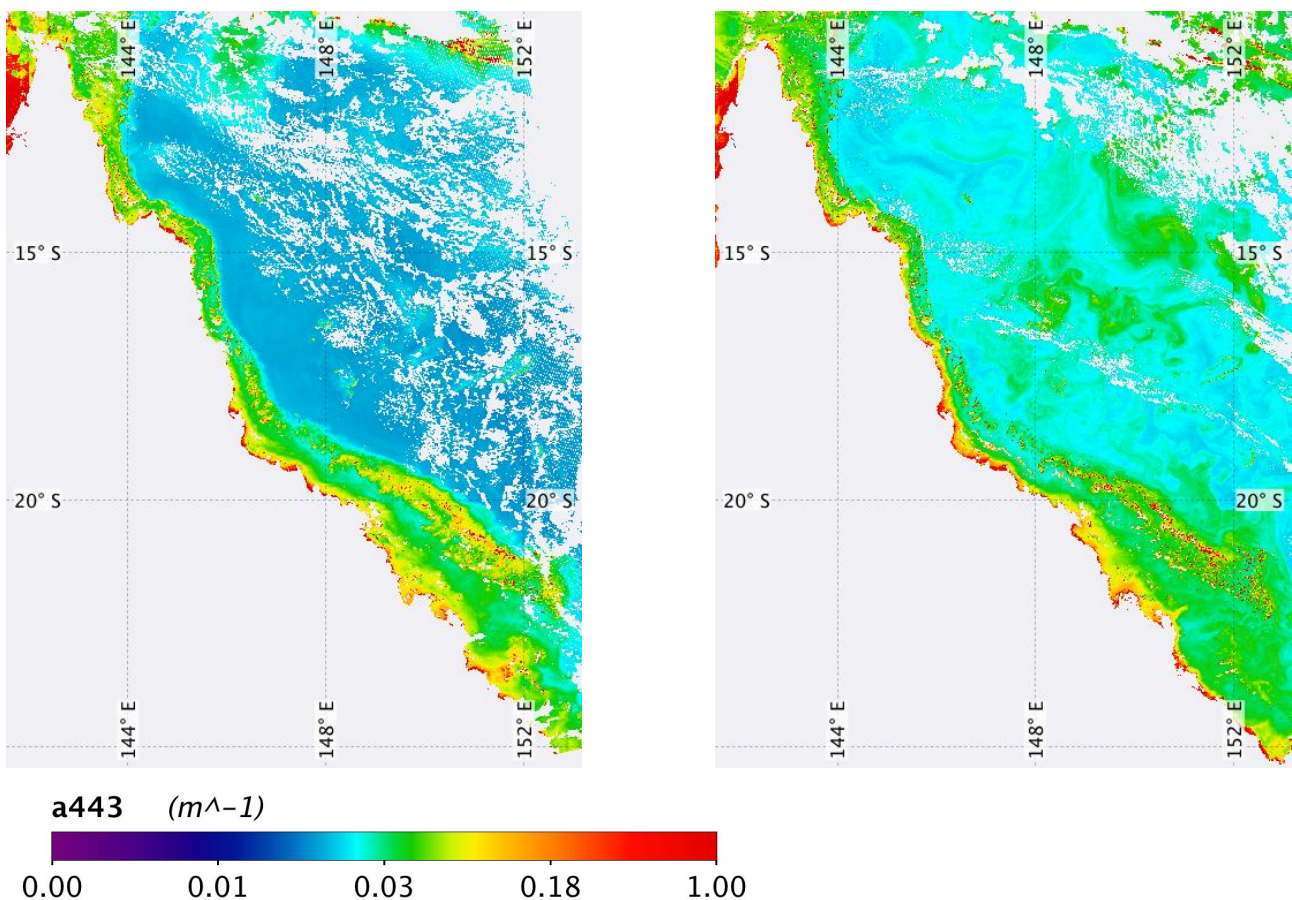 144° E 148° E 152° E 144° E 148° E 152° E
15° S 15° S 15° S 15° S
20° S 20° S 20° S 20° S
144° E 148° E 152° E 144° E 148° E 152° E
a443 (m^-1)
0.00 0.01 0.03 0.18 1.00